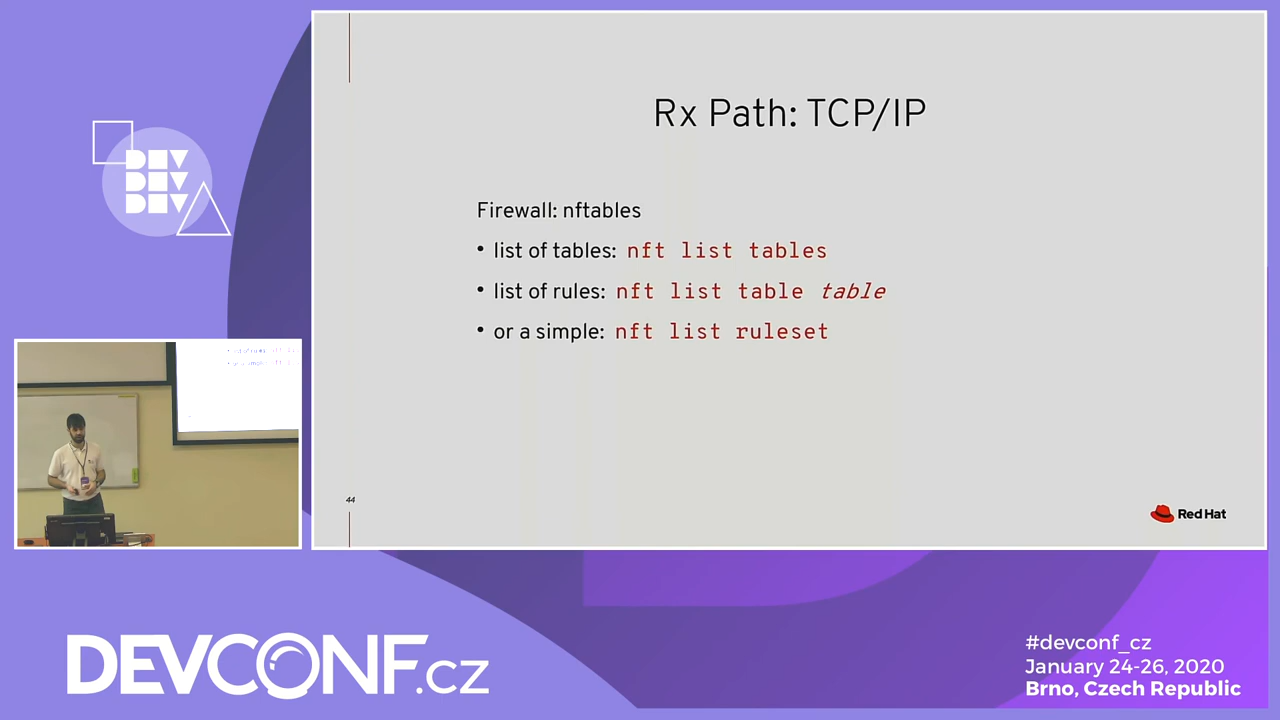 DEV
DEV
DEV
Rx Path: TCP/IP
Firewall: nftables
• list of tables: nft list tables
• list of rules: nft list table table
• or a simple: nft list ruleset
44
Red Hat
DEVCONF.cz
#devconf_cz
January 24-26, 2020
Brno, Czech Republic